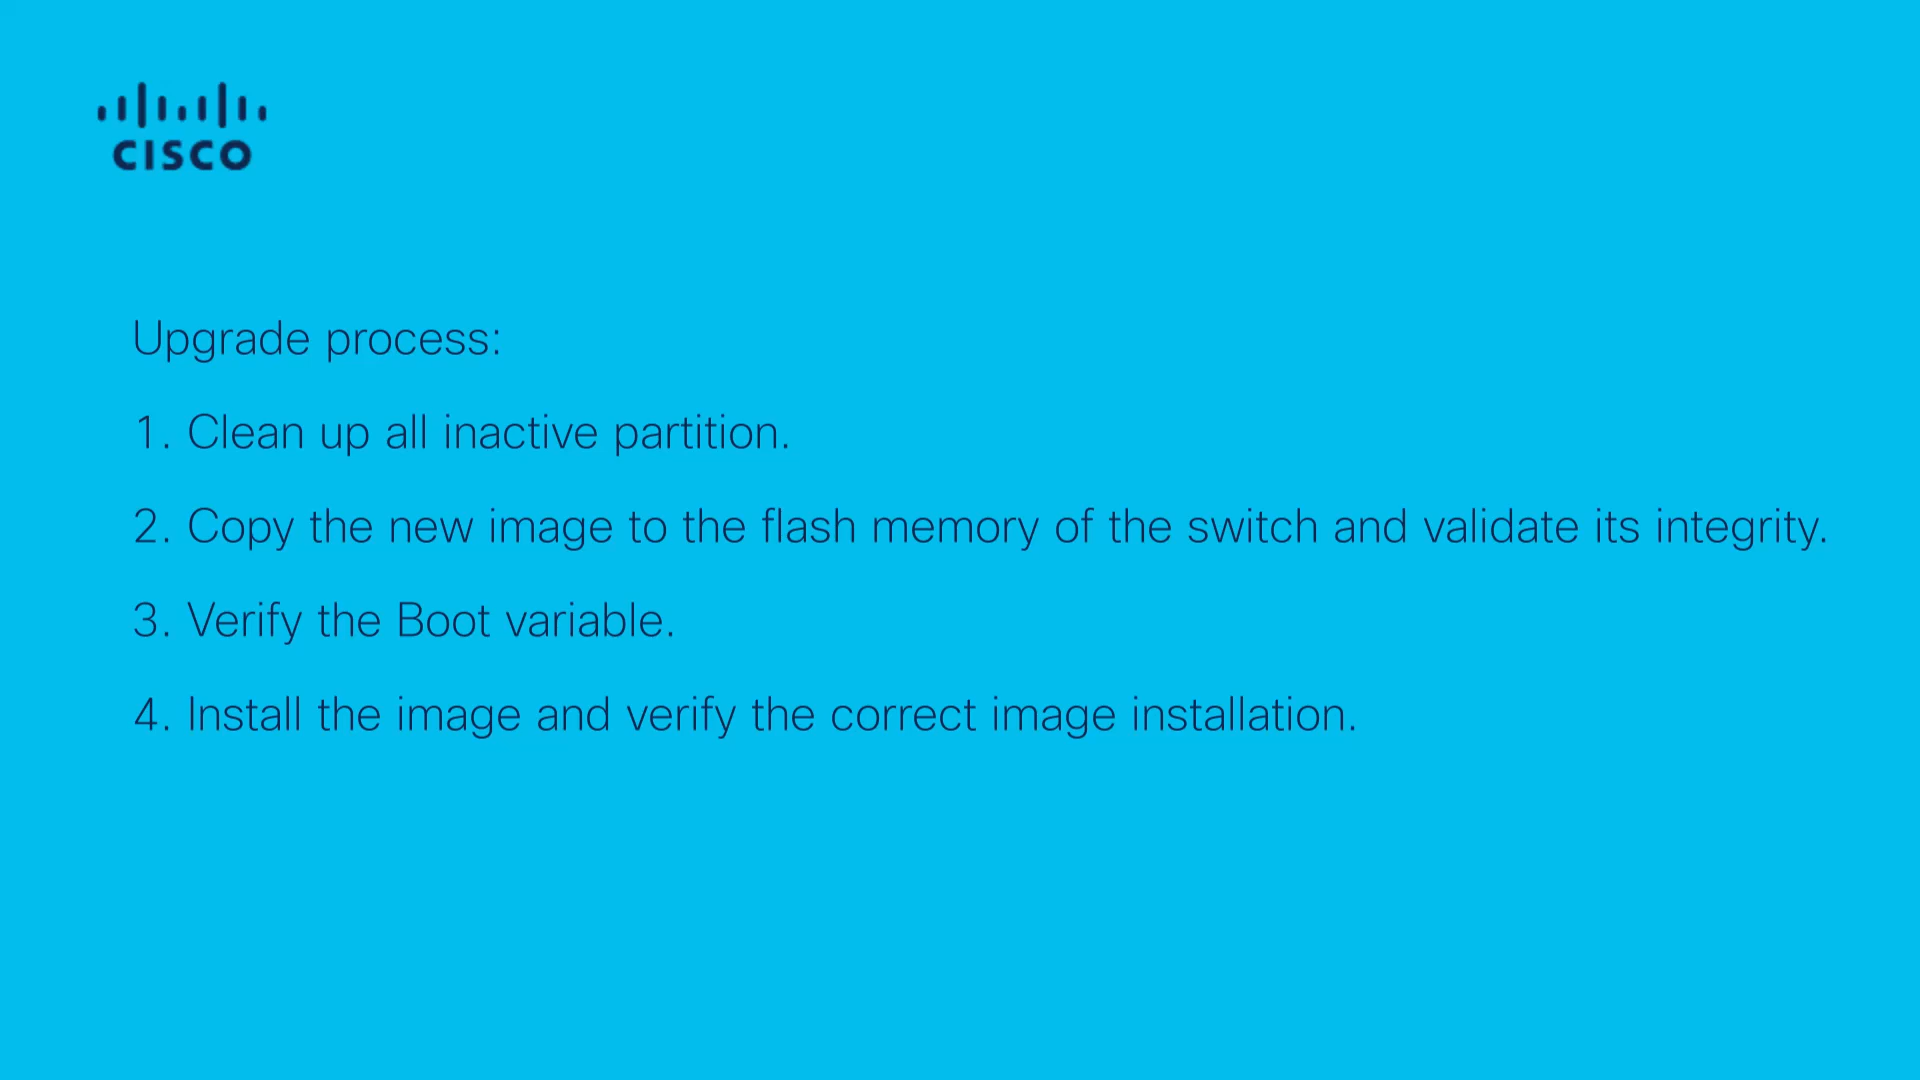 CISCO
Upgrade process:
1. Clean up all inactive partition.
2. Copy the new image to the flash memory of the switch and validate its integrity.
3. Verify the Boot variable.
4. Install the image and verify the correct image installation.